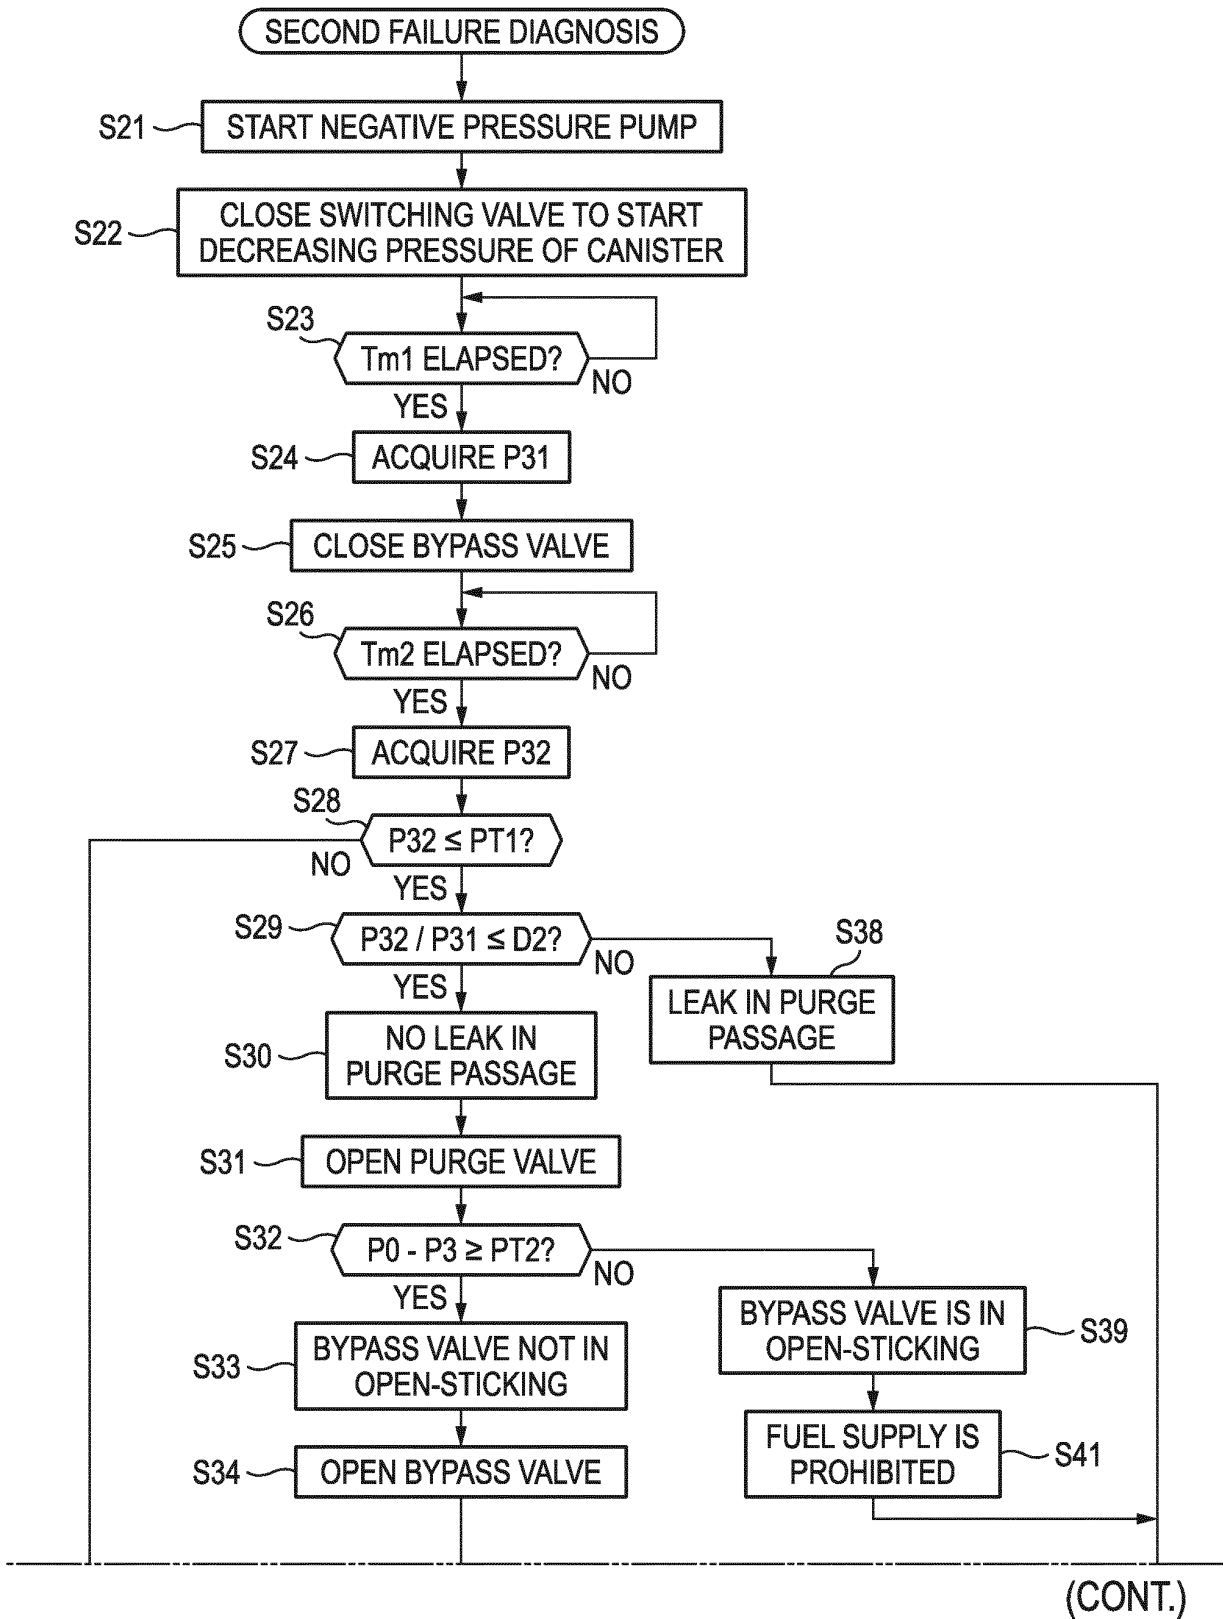 SECOND FAILURE DIAGNOSIS
S21
START NEGATIVE PRESSURE PUMP
S22
CLOSE SWITCHING VALVE TO START
DECREASING PRESSURE OF CANISTER
S23
Tm1 ELAPSED?
NO
YES
S24
ACQUIRE P31
S25
CLOSE BYPASS VALVE
S26
Tm2 ELAPSED?
NO
YES
S27
ACQUIRE P32
S28
P32 ≤ PT1?
NO
YES
S29
P32 / P31 ≤ D2?
NO
YES
S38
LEAK IN PURGE
PASSAGE
S30
NO LEAK IN
PURGE PASSAGE
S31
OPEN PURGE VALVE
S32
P0 - P3 ≥ PT2?
NO
YES
BYPASS VALVE IS IN
OPEN-STICKING
S39
S33
BYPASS VALVE NOT IN
OPEN-STICKING
FUEL SUPPLY IS
PROHIBITED
S41
S34
OPEN BYPASS VALVE
(CONT.)